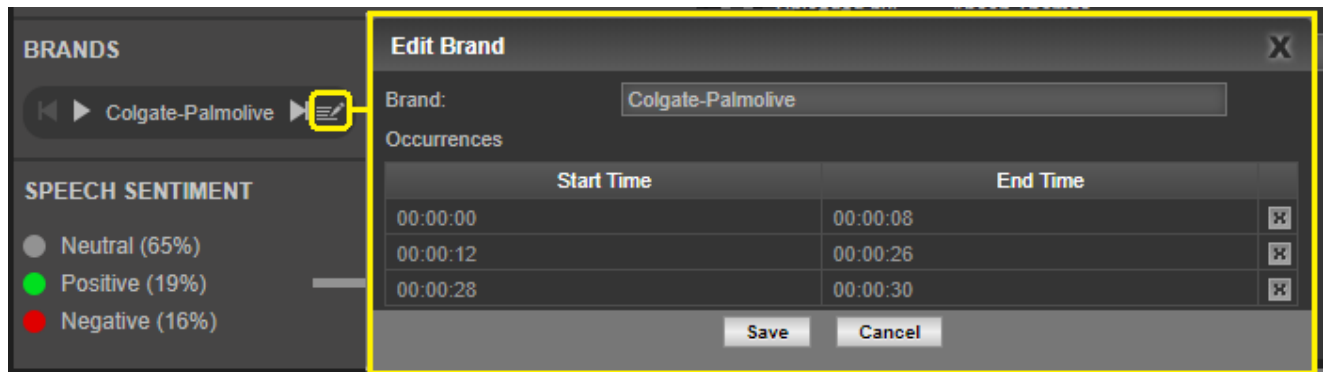 BRANDS
Colgate-Palmolive
SPEECH SENTIMENT
Neutral (65%)
Positive (19%)
Negative (16%)
Edit Brand X
Brand: Colgate-Palmolive
Occurrences
Start Time End Time
00:00:00 00:00:08
00:00:12 00:00:26
00:00:28 00:00:30
Save Cancel